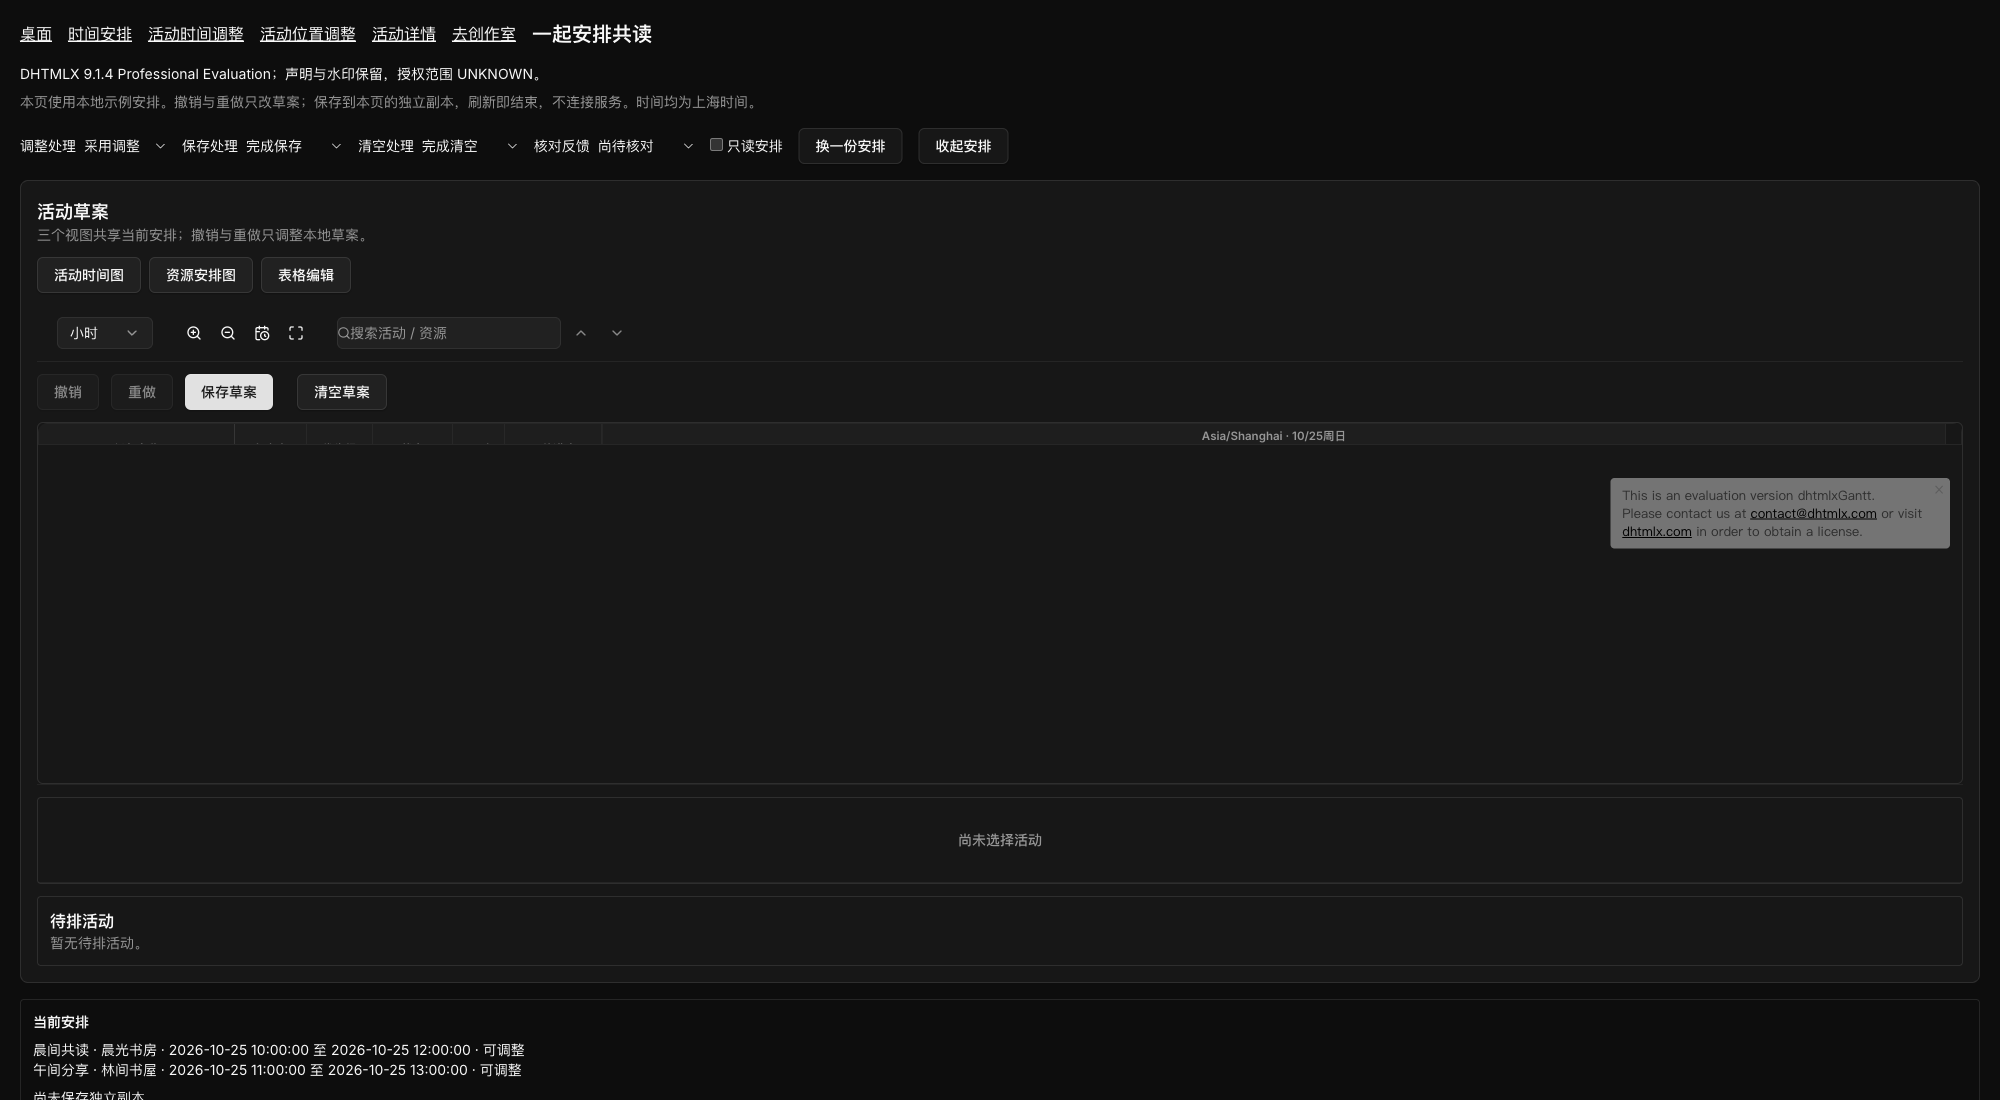 桌面 时间安排 活动时间调整 活动位置调整 活动详情 去创作室 一起安排共读
DHTMLX 9.1.4 Professional Evaluation；声明与水印保留，授权范围 UNKNOWN。
本页使用本地示例安排。撤销与重做只改草案；保存到本页的独立副本，刷新即结束，不连接服务。时间均为上海时间。
调整处理 采用调整 保存处理 完成保存 清空处理 完成清空 核对反馈 尚待核对 只读安排 换一份安排 收起安排
活动草案
三个视图共享当前安排；撤销与重做只调整本地草案。
活动时间图 资源安排图 表格编辑
小时 搜索活动 / 资源
撤销 重做 保存草案 清空草案
Asia/Shanghai · 10/25周日
This is an evaluation version dhtmlxGantt.
Please contact us at contact@dhtmlx.com or visit
dhtmlx.com in order to obtain a license.
尚未选择活动
待排活动
暂无待排活动。
当前安排
晨间共读 · 晨光书房 · 2026-10-25 10:00:00 至 2026-10-25 12:00:00 · 可调整
午间分享 · 林间书屋 · 2026-10-25 11:00:00 至 2026-10-25 13:00:00 · 可调整
尚未保存独立副本